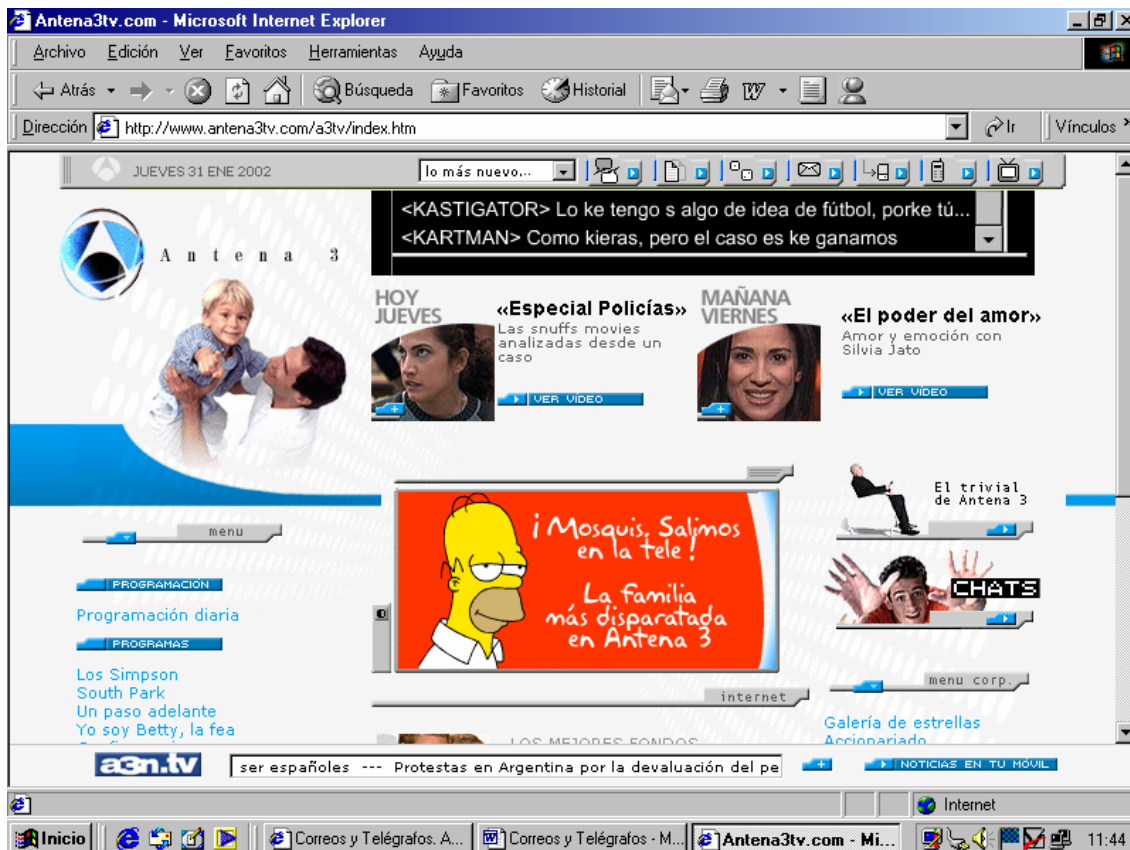 Antena3tv.com - Microsoft Internet Explorer
Archivo Edición Ver Favoritos Herramientas Ayuda
Atrás Búsqueda Favoritos Historial
Dirección http://www.antena3tv.com/a3tv/index.htm Ir Vínculos
JUEVES 31 ENE 2002 lo más nuevo...
<KASTIGATOR> Lo ke tengo s algo de idea de fútbol, porke tú...
<KARTMAN> Como kieras, pero el caso es ke ganamos
Antena 3
HOY
JUEVES
«Especial Policías»
Las snuffs movies
analizadas desde un
caso
VER VÍDEO
MAÑANA
VIERNES
«El poder del amor»
Amor y emoción con
Silvia Jato
VER VÍDEO
menu
PROGRAMACIÓN
Programación diaria
PROGRAMAS
Los Simpson
South Park
Un paso adelante
Yo soy Betty, la fea
¡Mosquis, Salimos
en la tele!
La familia
más disparatada
en Antena 3
internet
LOS MEJORES FONDOS
El trivial
de Antena 3
CHATS
menu corp.
Galería de estrellas
Accionariado
a3n.tv ser españoles --- Protestas en Argentina por la devaluación del pe NOTICIAS EN TU MÓVIL
Internet
Inicio Correos y Telégrafos. A... Correos y Telégrafos - M... Antena3tv.com - Mi... 11:44